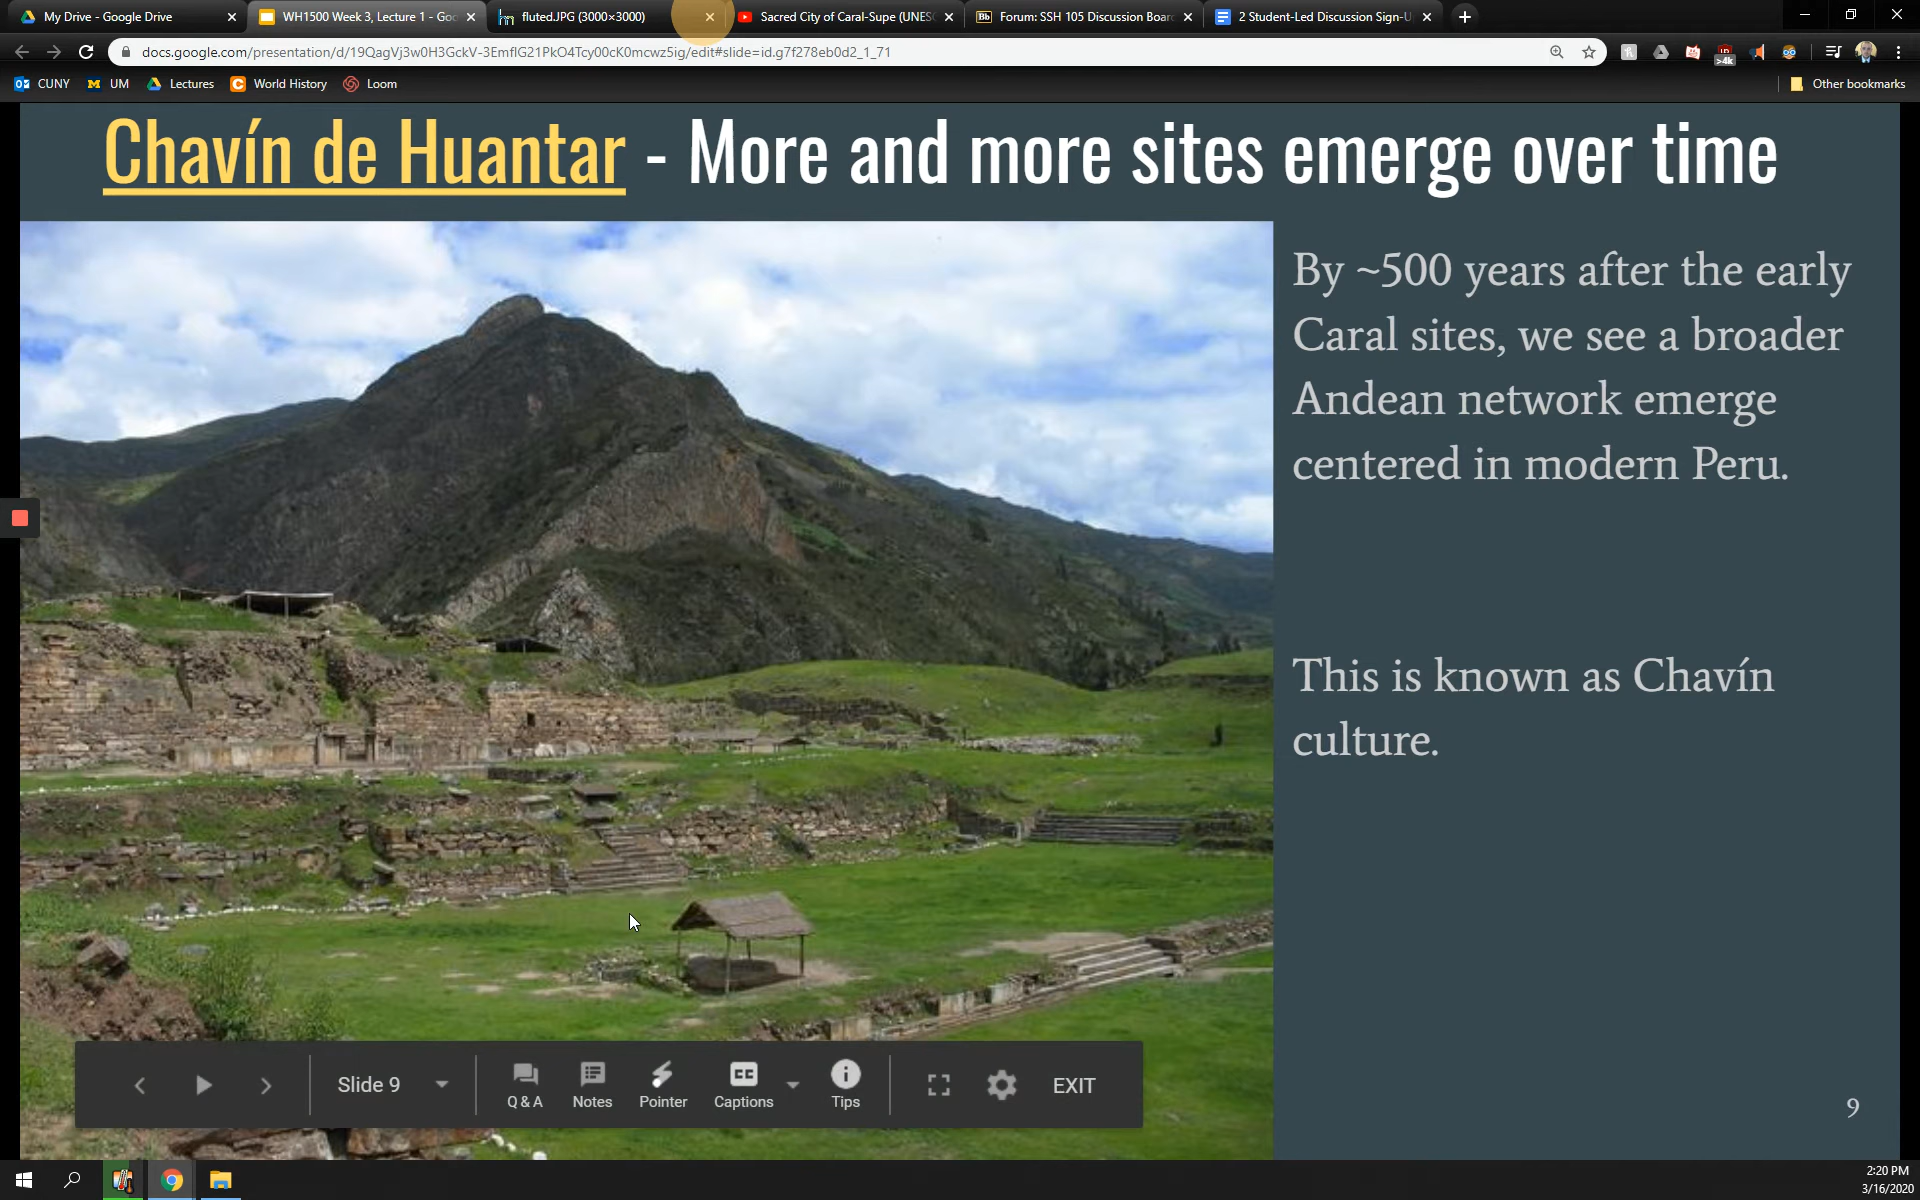 My Drive - Google Drive
WH1500 Week 3, Lecture 1 - Goo
fluted.JPG (3000×3000)
Sacred City of Caral-Supe (UNES
Bb Forum: SSH 105 Discussion Board
2 Student-Led Discussion Sign-U
docs.google.com/presentation/d/19QagVj3w0H3GckV-3EmflG21PkO4Tcy00cK0mcwz5ig/edit#slide=id.g7f278eb0d2_1_71
>4k
CUNY
UM
Lectures
World History
Loom
Other bookmarks
Chavín de Huantar - More and more sites emerge over time
By ~500 years after the early
Caral sites, we see a broader
Andean network emerge
centered in modern Peru.
This is known as Chavín
culture.
Slide 9
Q & A
Notes
Pointer
CC
Captions
Tips
EXIT
9
2:20 PM
3/16/2020